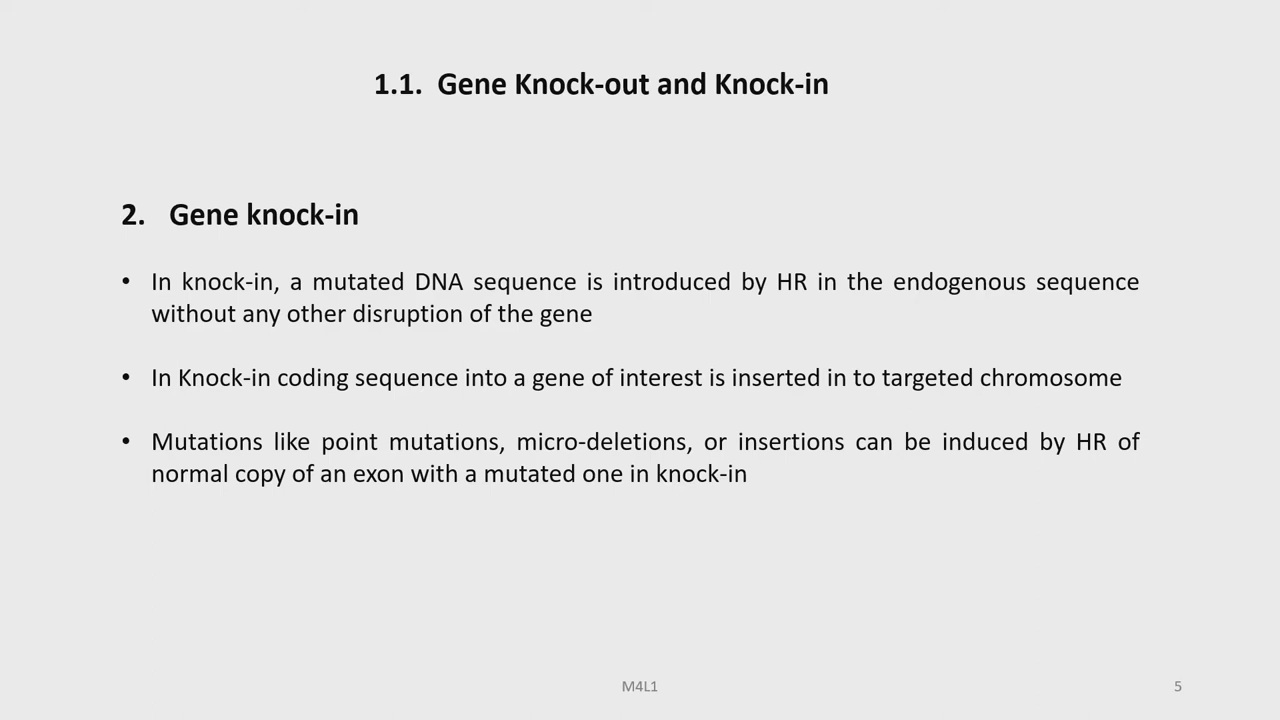 1.1. Gene Knock-out and Knock-in
2. Gene knock-in
• In knock-in, a mutated DNA sequence is introduced by HR in the endogenous sequence
without any other disruption of the gene
• In Knock-in coding sequence into a gene of interest is inserted in to targeted chromosome
• Mutations like point mutations, micro-deletions, or insertions can be induced by HR of
normal copy of an exon with a mutated one in knock-in
M4L1
5